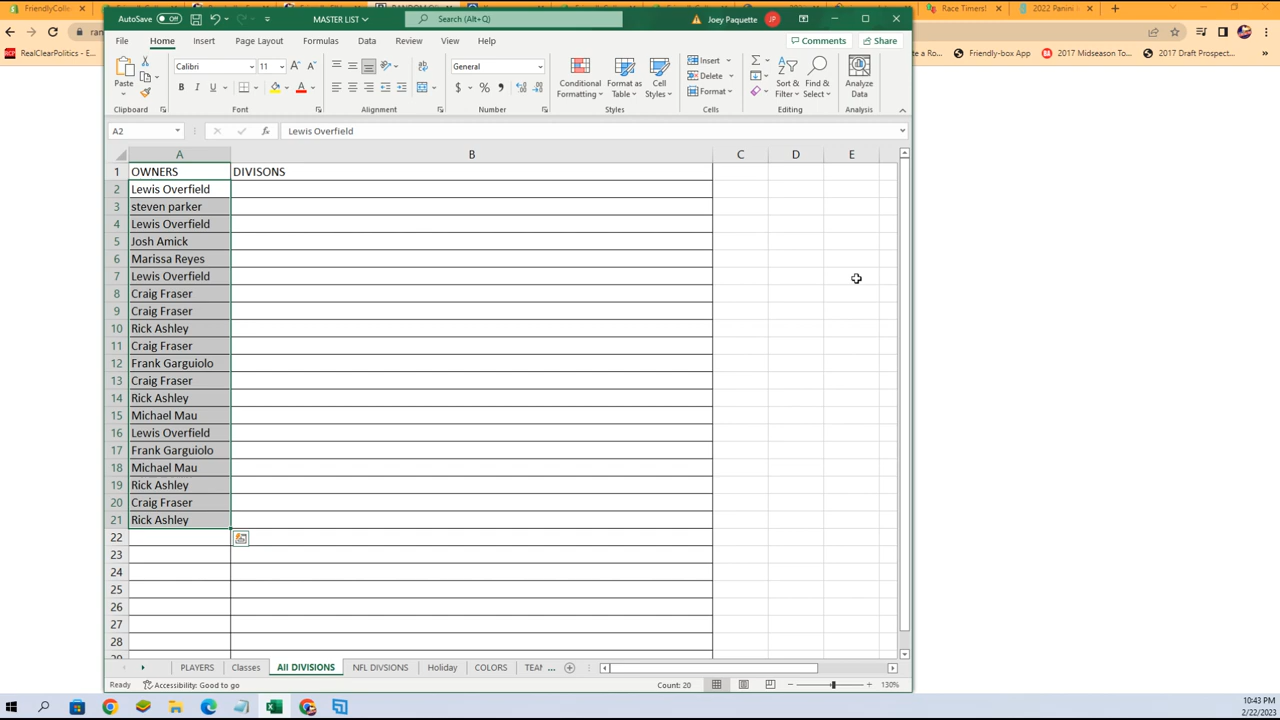 FriendlyColle
Race Timers!
2022 Panini
ran
RealClearPolitics -
a Ro...
Friendly-box App
2017 Midseason To...
2017 Draft Prospect...
AutoSave Off
MASTER LIST
Search (Alt+Q)
Joey Paquette
JP
File Home Insert Page Layout Formulas Data Review View Help
Comments
Share
Paste
Calibri
11
General
Conditional Formatting
Format as Table
Cell Styles
Insert
Delete
Format
Sort & Filter
Find & Select
Analyze Data
Clipboard
Font
Alignment
Number
Styles
Cells
Editing
Analysis
A2
fx
Lewis Overfield
A B C D E
1 OWNERS DIVISONS
2 Lewis Overfield
3 steven parker
4 Lewis Overfield
5 Josh Amick
6 Marissa Reyes
7 Lewis Overfield
8 Craig Fraser
9 Craig Fraser
10 Rick Ashley
11 Craig Fraser
12 Frank Garguiolo
13 Craig Fraser
14 Rick Ashley
15 Michael Mau
16 Lewis Overfield
17 Frank Garguiolo
18 Michael Mau
19 Rick Ashley
20 Craig Fraser
21 Rick Ashley
22
23
24
25
26
27
28
PLAYERS Classes All DIVISIONS NFL DIVISIONS Holiday COLORS TEAM ...
Ready
Accessibility: Good to go
Count: 20
130%
10:43 PM
2/22/2023